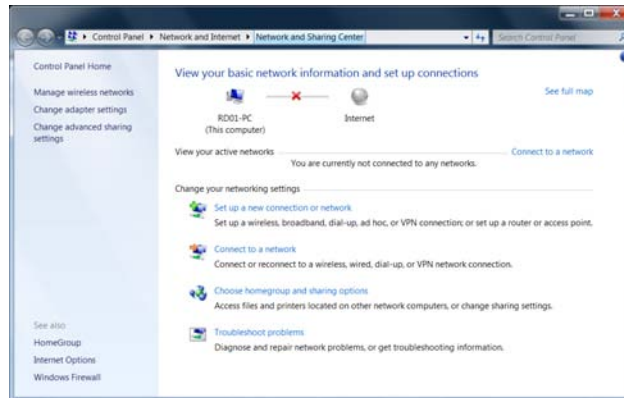 Control Panel ▸ Network and Internet ▸ Network and Sharing Center
Search Control Panel
Control Panel Home
Manage wireless networks
Change adapter settings
Change advanced sharing
settings
See also
HomeGroup
Internet Options
Windows Firewall
View your basic network information and set up connections
See full map
RD01-PC
(This computer)
Internet
View your active networks
Connect to a network
You are currently not connected to any networks.
Change your networking settings
Set up a new connection or network
Set up a wireless, broadband, dial-up, ad hoc, or VPN connection; or set up a router or access point.
Connect to a network
Connect or reconnect to a wireless, wired, dial-up, or VPN network connection.
Choose homegroup and sharing options
Access files and printers located on other network computers, or change sharing settings.
Troubleshoot problems
Diagnose and repair network problems, or get troubleshooting information.